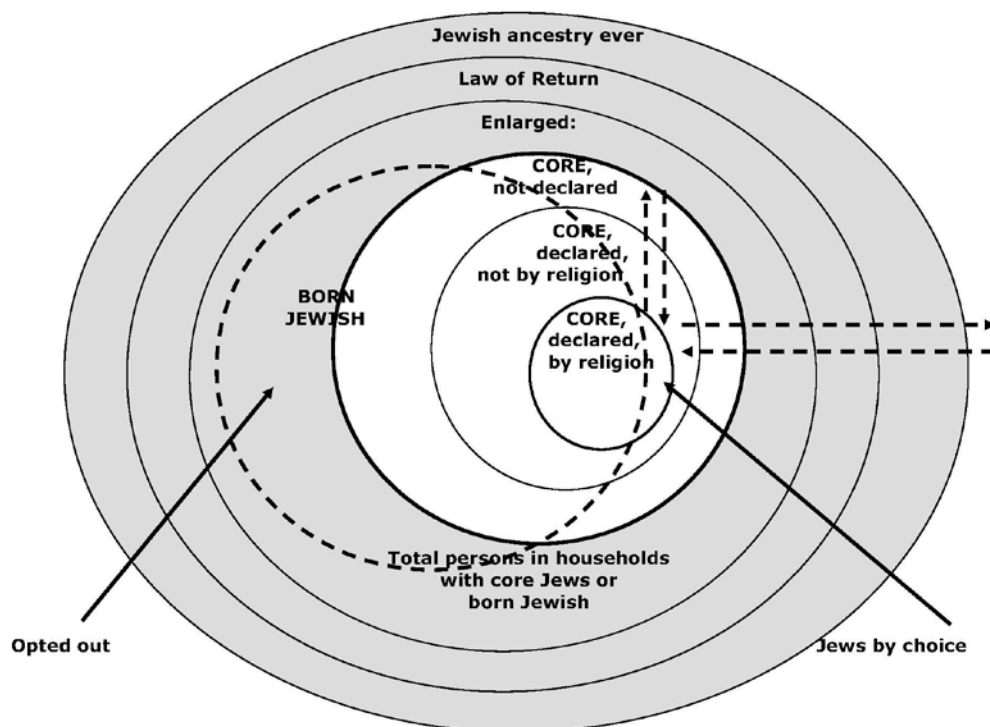 Jewish ancestry ever
Law of Return
Enlarged:
CORE,
not declared
CORE,
declared,
not by religion
BORN
JEWISH
CORE,
declared,
by religion
Total persons in households
with core Jews or
born Jewish
Opted out
Jews by choice